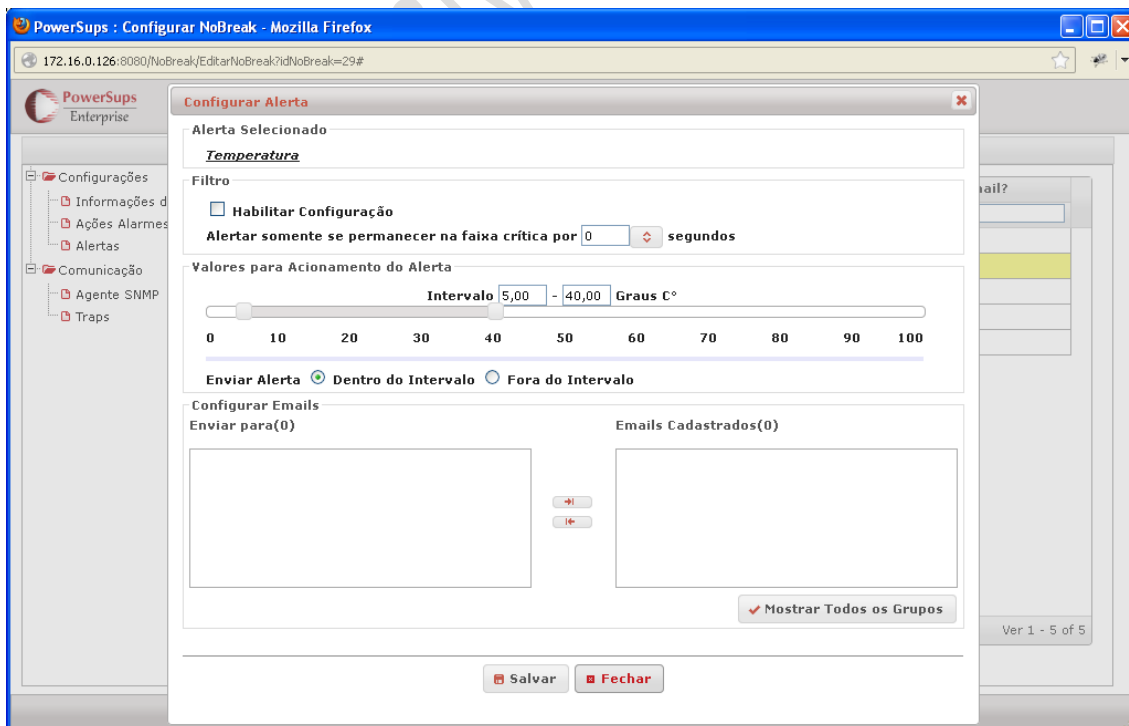 PowerSups : Configurar NoBreak - Mozilla Firefox
172.16.0.126:8080/NoBreak/EditarNoBreak?idNoBreak=29#
PowerSups
Enterprise
Configurar Alerta
Alerta Selecionado
Temperatura
Configurações
Informações d
Ações Alarmes
Alertas
Comunicação
Agente SNMP
Traps
Filtro
Habilitar Configuração
Alertar somente se permanecer na faixa crítica por 0 segundos
ail?
Valores para Acionamento do Alerta
Intervalo 5,00 - 40,00 Graus C°
0 10 20 30 40 50 60 70 80 90 100
Enviar Alerta Dentro do Intervalo Fora do Intervalo
Configurar Emails
Enviar para(0) Emails Cadastrados(0)
Mostrar Todos os Grupos
Ver 1 - 5 of 5
Salvar Fechar